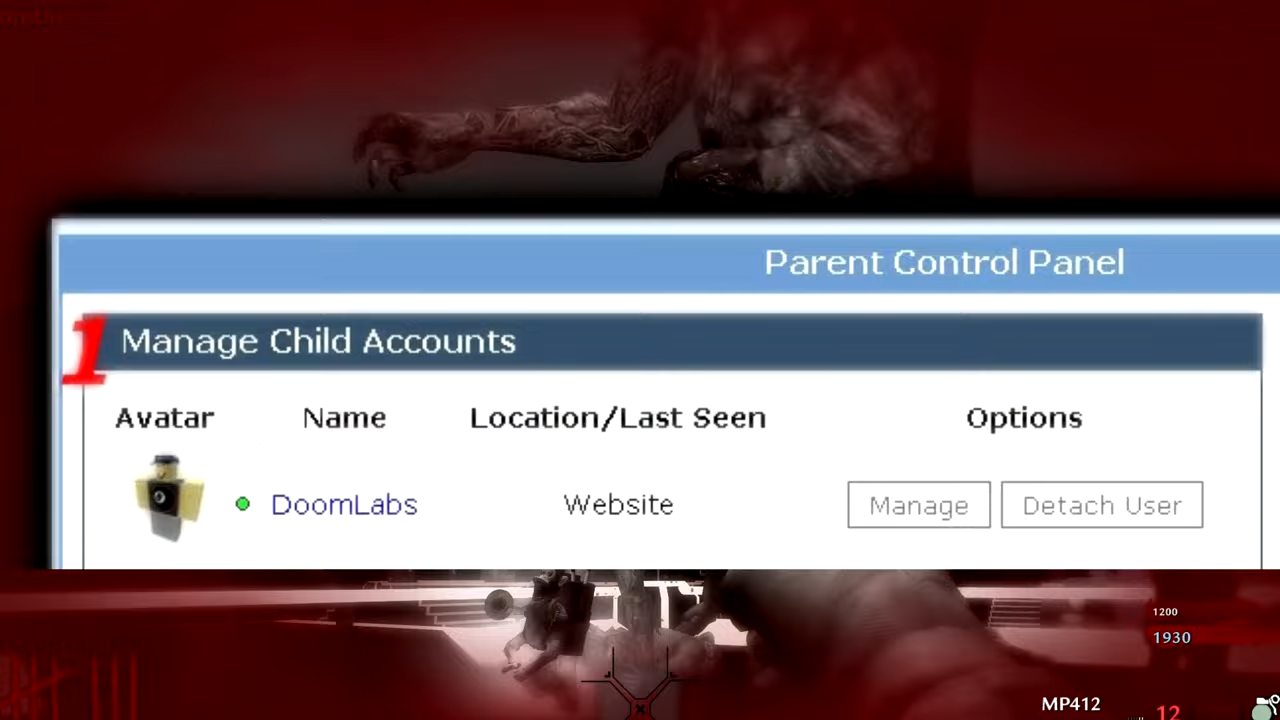 Parent Control Panel
1 Manage Child Accounts
Avatar Name Location/Last Seen Options
DoomLabs Website Manage Detach User
1200
1930
MP412
12